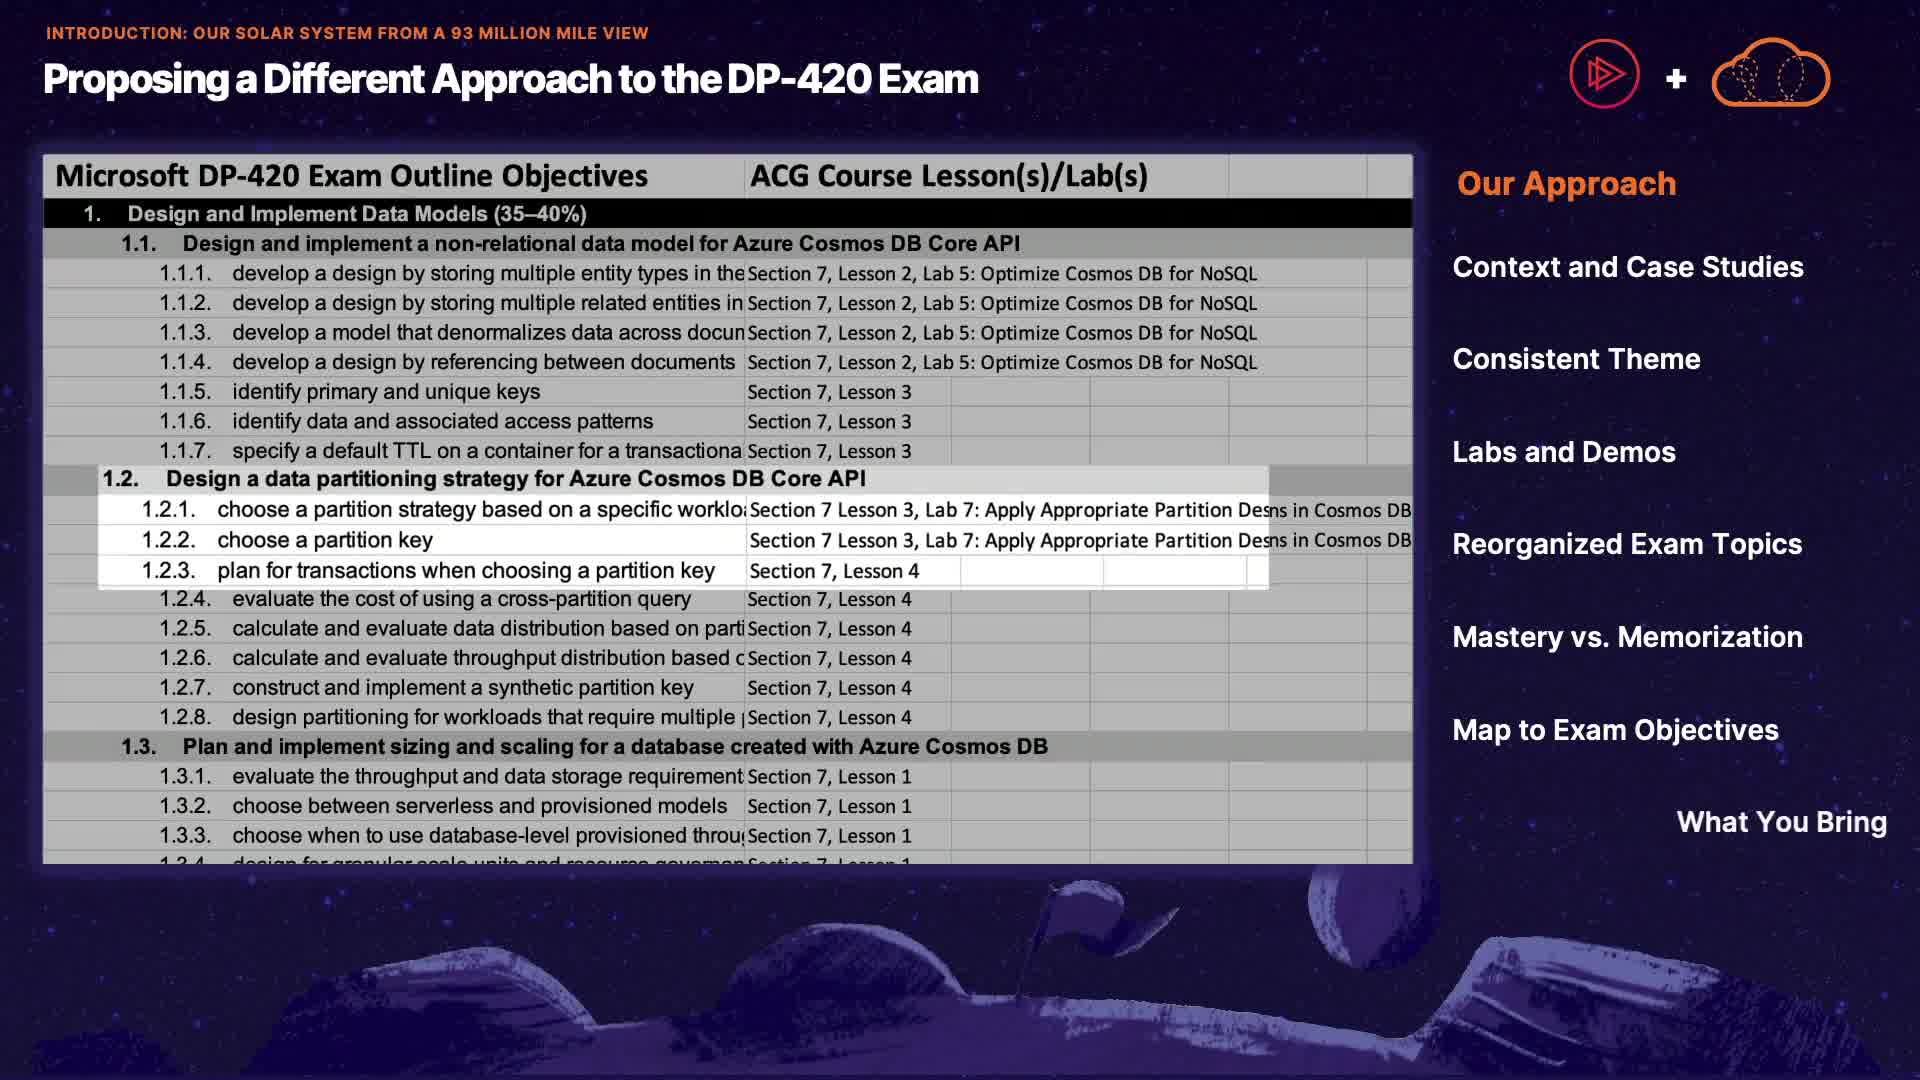 INTRODUCTION: OUR SOLAR SYSTEM FROM A 93 MILLION MILE VIEW
Proposing a Different Approach to the DP-420 Exam
+
Microsoft DP-420 Exam Outline Objectives ACG Course Lesson(s)/Lab(s)
1. Design and Implement Data Models (35–40%)
1.1. Design and implement a non-relational data model for Azure Cosmos DB Core API
1.1.1. develop a design by storing multiple entity types in the Section 7, Lesson 2, Lab 5: Optimize Cosmos DB for NoSQL
1.1.2. develop a design by storing multiple related entities in Section 7, Lesson 2, Lab 5: Optimize Cosmos DB for NoSQL
1.1.3. develop a model that denormalizes data across docum Section 7, Lesson 2, Lab 5: Optimize Cosmos DB for NoSQL
1.1.4. develop a design by referencing between documents Section 7, Lesson 2, Lab 5: Optimize Cosmos DB for NoSQL
1.1.5. identify primary and unique keys Section 7, Lesson 3
1.1.6. identify data and associated access patterns Section 7, Lesson 3
1.1.7. specify a default TTL on a container for a transactiona Section 7, Lesson 3
1.2. Design a data partitioning strategy for Azure Cosmos DB Core API
1.2.1. choose a partition strategy based on a specific workloa Section 7 Lesson 3, Lab 7: Apply Appropriate Partition Desns in Cosmos DB
1.2.2. choose a partition key Section 7 Lesson 3, Lab 7: Apply Appropriate Partition Desns in Cosmos DB
1.2.3. plan for transactions when choosing a partition key Section 7, Lesson 4
1.2.4. evaluate the cost of using a cross-partition query Section 7, Lesson 4
1.2.5. calculate and evaluate data distribution based on parti Section 7, Lesson 4
1.2.6. calculate and evaluate throughput distribution based Section 7, Lesson 4
1.2.7. construct and implement a synthetic partition key Section 7, Lesson 4
1.2.8. design partitioning for workloads that require multiple Section 7, Lesson 4
1.3. Plan and implement sizing and scaling for a database created with Azure Cosmos DB
1.3.1. evaluate the throughput and data storage requirement Section 7, Lesson 1
1.3.2. choose between serverless and provisioned models Section 7, Lesson 1
1.3.3. choose when to use database-level provisioned throug Section 7, Lesson 1
Our Approach
Context and Case Studies
Consistent Theme
Labs and Demos
Reorganized Exam Topics
Mastery vs. Memorization
Map to Exam Objectives
What You Bring